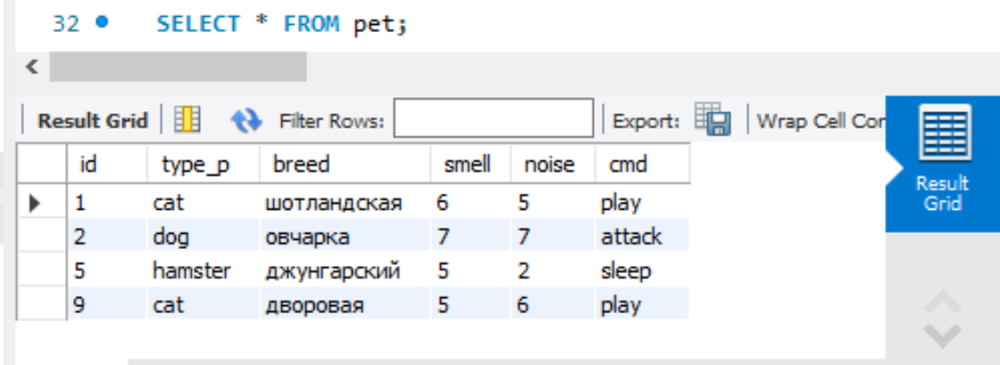 32 SELECT * FROM pet;
Result Grid Filter Rows: Export: Wrap Cell Con
id type_p breed smell noise cmd
1 cat шотландская 6 5 play
2 dog овчарка 7 7 attack
5 hamster джунгарский 5 2 sleep
9 cat дворовая 5 6 play
Result
Grid